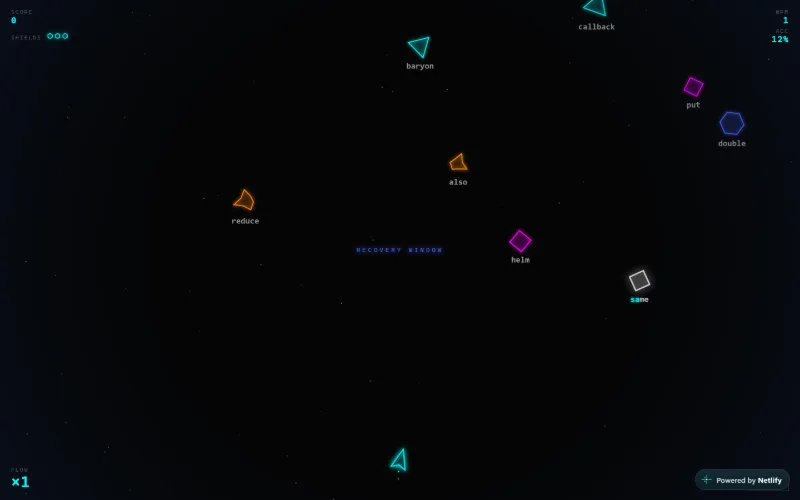 SCORE
0
SHIELDS
WPM
1
ACC
12%
callback
baryon
put
double
also
reduce
RECOVERY WINDOW
helm
same
FLOW
×1
Powered by Netlify